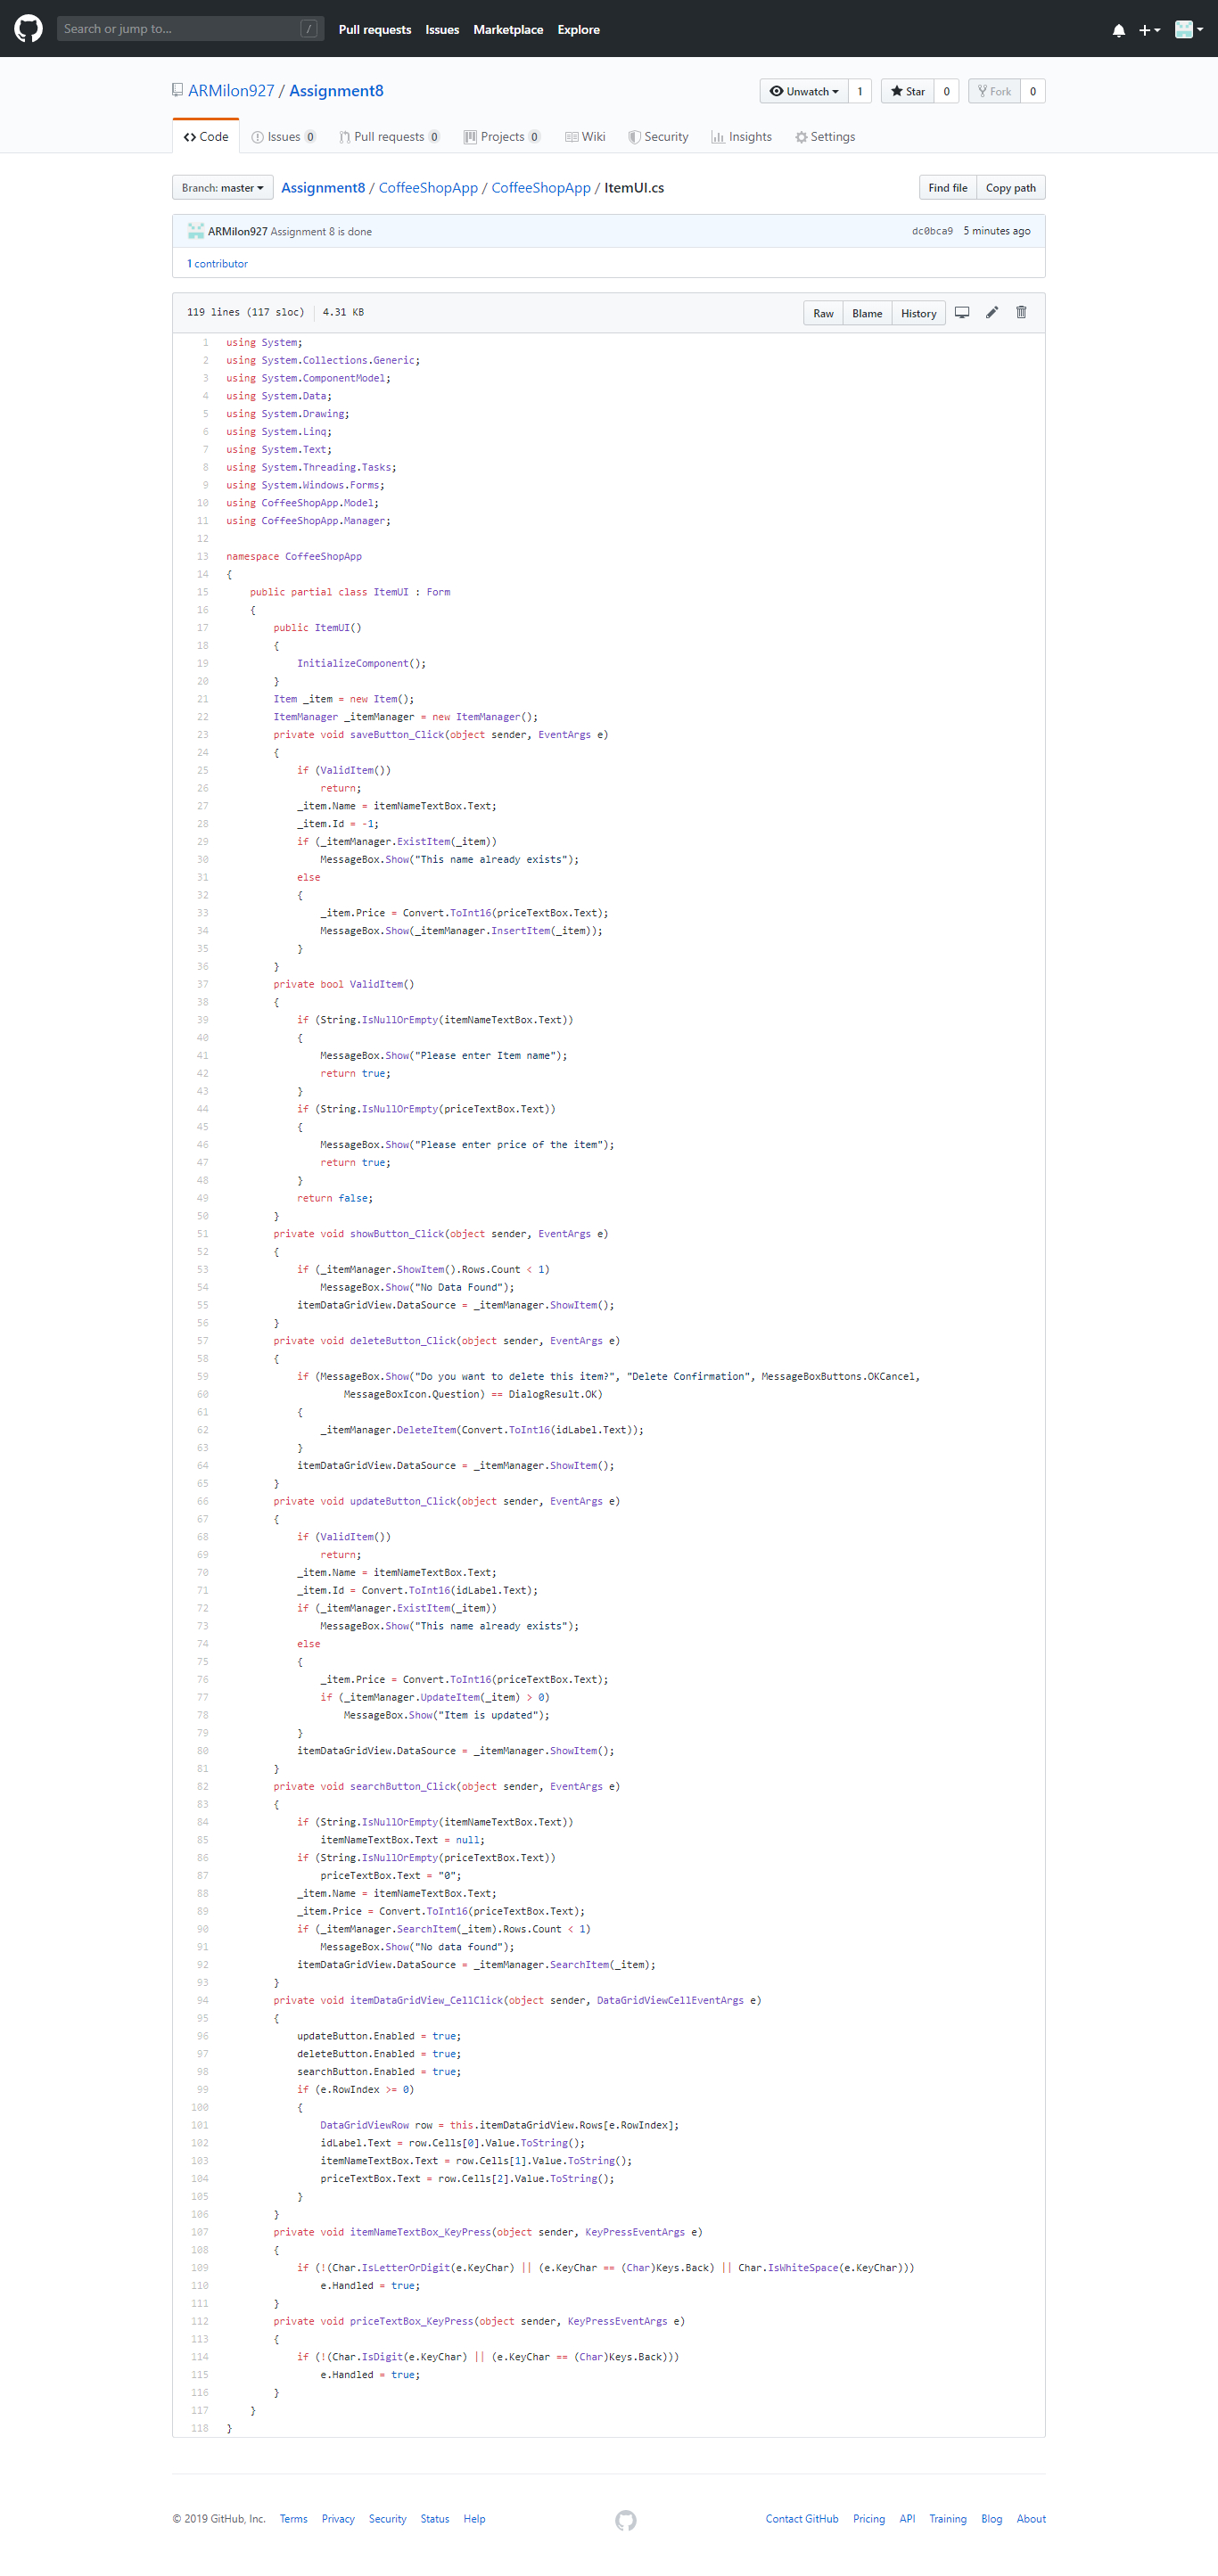 Search or jump to... /
Pull requests Issues Marketplace Explore
ARMilon927 / Assignment8
Unwatch 1 Star 0 Fork 0
Code Issues 0 Pull requests 0 Projects 0 Wiki Security Insights Settings
Branch: master Assignment8 / CoffeeShopApp / CoffeeShopApp / ItemUI.cs Find file Copy path
ARMilon927 Assignment 8 is done dc0bca9 5 minutes ago
1 contributor
119 lines (117 sloc) 4.31 KB Raw Blame History
1 using System;
2 using System.Collections.Generic;
3 using System.ComponentModel;
4 using System.Data;
5 using System.Drawing;
6 using System.Linq;
7 using System.Text;
8 using System.Threading.Tasks;
9 using System.Windows.Forms;
10 using CoffeeShopApp.Model;
11 using CoffeeShopApp.Manager;
12
13 namespace CoffeeShopApp
14 {
15 public partial class ItemUI : Form
16 {
17 public ItemUI()
18 {
19 InitializeComponent();
20 }
21 Item _item = new Item();
22 ItemManager _itemManager = new ItemManager();
23 private void saveButton_Click(object sender, EventArgs e)
24 {
25 if (ValidItem())
26 return;
27 _item.Name = itemNameTextBox.Text;
28 _item.Id = -1;
29 if (_itemManager.ExistItem(_item))
30 MessageBox.Show("This name already exists");
31 else
32 {
33 _item.Price = Convert.ToInt16(priceTextBox.Text);
34 MessageBox.Show(_itemManager.InsertItem(_item));
35 }
36 }
37 private bool ValidItem()
38 {
39 if (String.IsNullOrEmpty(itemNameTextBox.Text))
40 {
41 MessageBox.Show("Please enter Item name");
42 return true;
43 }
44 if (String.IsNullOrEmpty(priceTextBox.Text))
45 {
46 MessageBox.Show("Please enter price of the item");
47 return true;
48 }
49 return false;
50 }
51 private void showButton_Click(object sender, EventArgs e)
52 {
53 if (_itemManager.ShowItem().Rows.Count < 1)
54 MessageBox.Show("No Data Found");
55 itemDataGridView.DataSource = _itemManager.ShowItem();
56 }
57 private void deleteButton_Click(object sender, EventArgs e)
58 {
59 if (MessageBox.Show("Do you want to delete this item?", "Delete Confirmation", MessageBoxButtons.OKCancel,
60 MessageBoxIcon.Question) == DialogResult.OK)
61 {
62 _itemManager.DeleteItem(Convert.ToInt16(idLabel.Text));
63 }
64 itemDataGridView.DataSource = _itemManager.ShowItem();
65 }
66 private void updateButton_Click(object sender, EventArgs e)
67 {
68 if (ValidItem())
69 return;
70 _item.Name = itemNameTextBox.Text;
71 _item.Id = Convert.ToInt16(idLabel.Text);
72 if (_itemManager.ExistItem(_item))
73 MessageBox.Show("This name already exists");
74 else
75 {
76 _item.Price = Convert.ToInt16(priceTextBox.Text);
77 if (_itemManager.UpdateItem(_item) > 0)
78 MessageBox.Show("Item is updated");
79 }
80 itemDataGridView.DataSource = _itemManager.ShowItem();
81 }
82 private void searchButton_Click(object sender, EventArgs e)
83 {
84 if (String.IsNullOrEmpty(itemNameTextBox.Text))
85 itemNameTextBox.Text = null;
86 if (String.IsNullOrEmpty(priceTextBox.Text))
87 priceTextBox.Text = "0";
88 _item.Name = itemNameTextBox.Text;
89 _item.Price = Convert.ToInt16(priceTextBox.Text);
90 if (_itemManager.SearchItem(_item).Rows.Count < 1)
91 MessageBox.Show("No data found");
92 itemDataGridView.DataSource = _itemManager.SearchItem(_item);
93 }
94 private void itemDataGridView_CellClick(object sender, DataGridViewCellEventArgs e)
95 {
96 updateButton.Enabled = true;
97 deleteButton.Enabled = true;
98 searchButton.Enabled = true;
99 if (e.RowIndex >= 0)
100 {
101 DataGridViewRow row = this.itemDataGridView.Rows[e.RowIndex];
102 idLabel.Text = row.Cells[0].Value.ToString();
103 itemNameTextBox.Text = row.Cells[1].Value.ToString();
104 priceTextBox.Text = row.Cells[2].Value.ToString();
105 }
106 }
107 private void itemNameTextBox_KeyPress(object sender, KeyPressEventArgs e)
108 {
109 if (!(Char.IsLetterOrDigit(e.KeyChar) || (e.KeyChar == (Char)Keys.Back) || Char.IsWhiteSpace(e.KeyChar)))
110 e.Handled = true;
111 }
112 private void priceTextBox_KeyPress(object sender, KeyPressEventArgs e)
113 {
114 if (!(Char.IsDigit(e.KeyChar) || (e.KeyChar == (Char)Keys.Back)))
115 e.Handled = true;
116 }
117 }
118 }
© 2019 GitHub, Inc. Terms Privacy Security Status Help Contact GitHub Pricing API Training Blog About